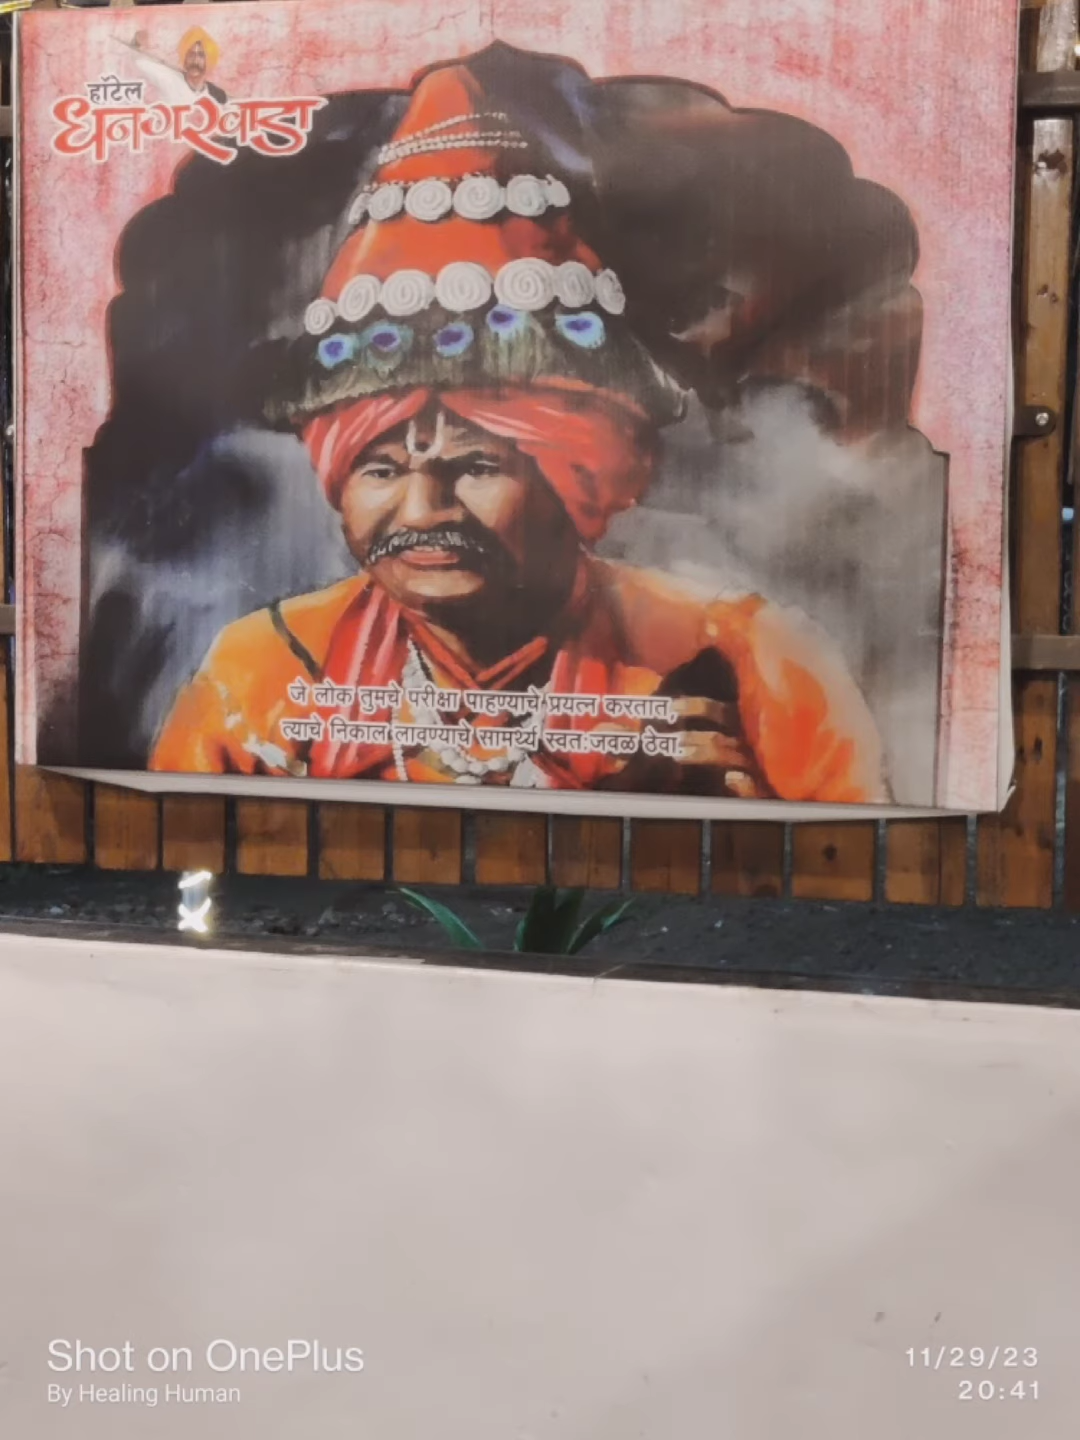 हॉटेल
धनगरवाडा
जे लोक तुमचे परीक्षा पाहण्याचे प्रयत्न करतात,
त्याचे निकाल लावण्याचे सामर्थ्य स्वतःजवळ ठेवा.
Shot on OnePlus
By Healing Human
11/29/23
20:41